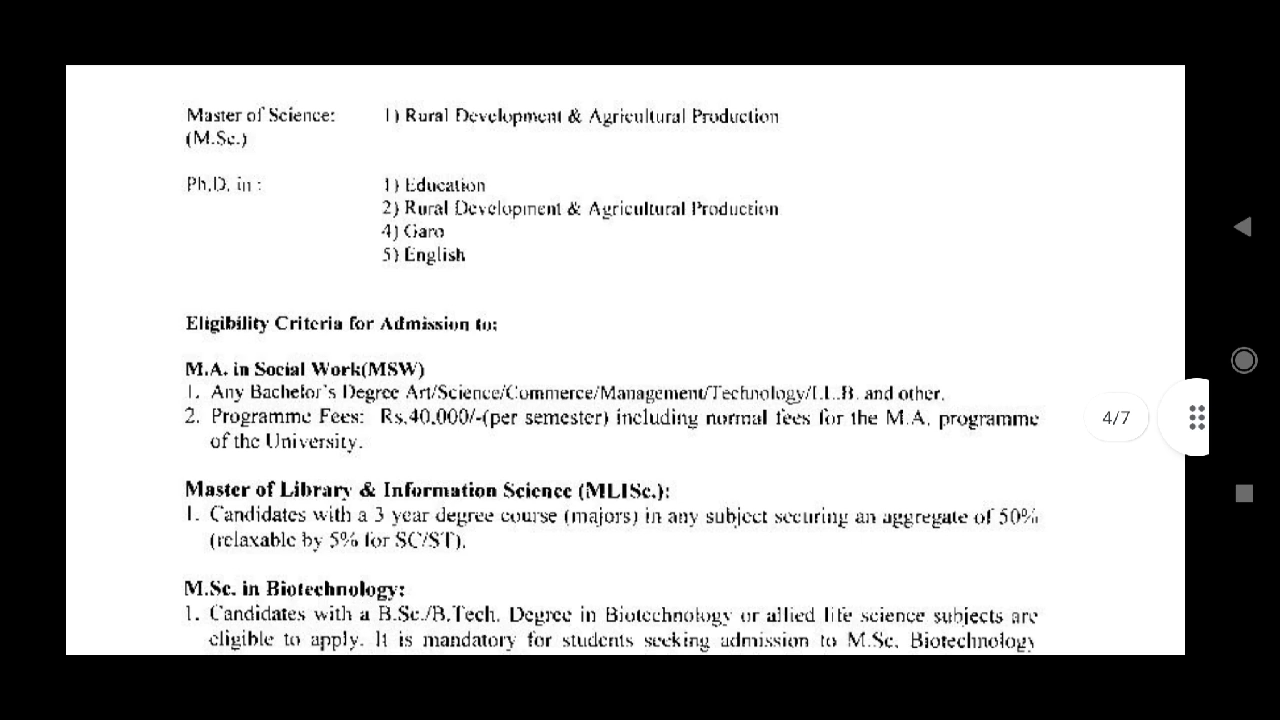 Master of Science: 1) Rural Development & Agricultural Production
(M.Sc.)
Ph.D. in : 1) Education
2) Rural Development & Agricultural Production
4) Garo
5) English
Eligibility Criteria for Admission to:
M.A. in Social Work(MSW)
1. Any Bachelor's Degree Art/Science/Commerce/Management/Technology/LL.B. and other.
2. Programme Fees: Rs.40,000/-(per semester) including normal fees for the M.A. programme
of the University.
4/7
Master of Library & Information Science (MLISc.):
1. Candidates with a 3 year degree course (majors) in any subject securing an aggregate of 50%
(relaxable by 5% for SC/ST).
M.Sc. in Biotechnology:
1. Candidates with a B.Sc./B.Tech. Degree in Biotechnology or allied life science subjects are
eligible to apply. It is mandatory for students seeking admission to M.Sc. Biotechnology